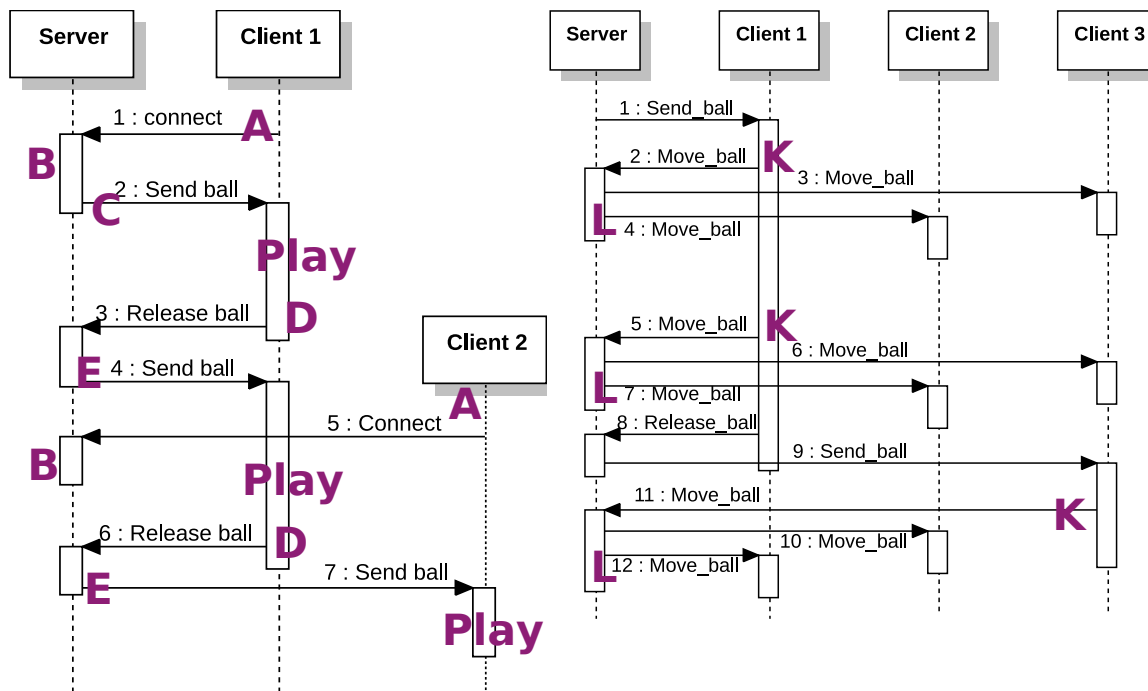 Server
Client 1
1 : connect
A
B
2 : Send ball
C
Play
3 : Release ball
D
Client 2
E
4 : Send ball
A
5 : Connect
B
Play
6 : Release ball
D
7 : Send ball
E
Play
Server
Client 1
Client 2
Client 3
1 : Send_ball
2 : Move_ball
K
3 : Move_ball
L
4 : Move_ball
5 : Move_ball
K
6 : Move_ball
L
7 : Move_ball
8 : Release_ball
9 : Send_ball
11 : Move_ball
K
10 : Move_ball
L
12 : Move_ball